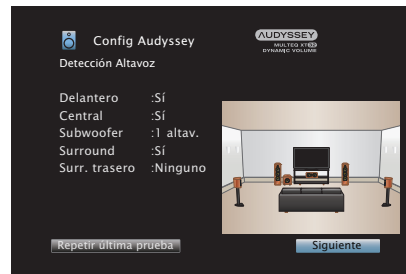 Config Audyssey
AUDYSSEY
MULTEQ XT32
DYNAMIC VOLUME
Detección Altavoz
Delantero :Sí
Central :Sí
Subwoofer :1 altav.
Surround :Sí
Surr. trasero :Ninguno
Repetir última prueba
Siguiente